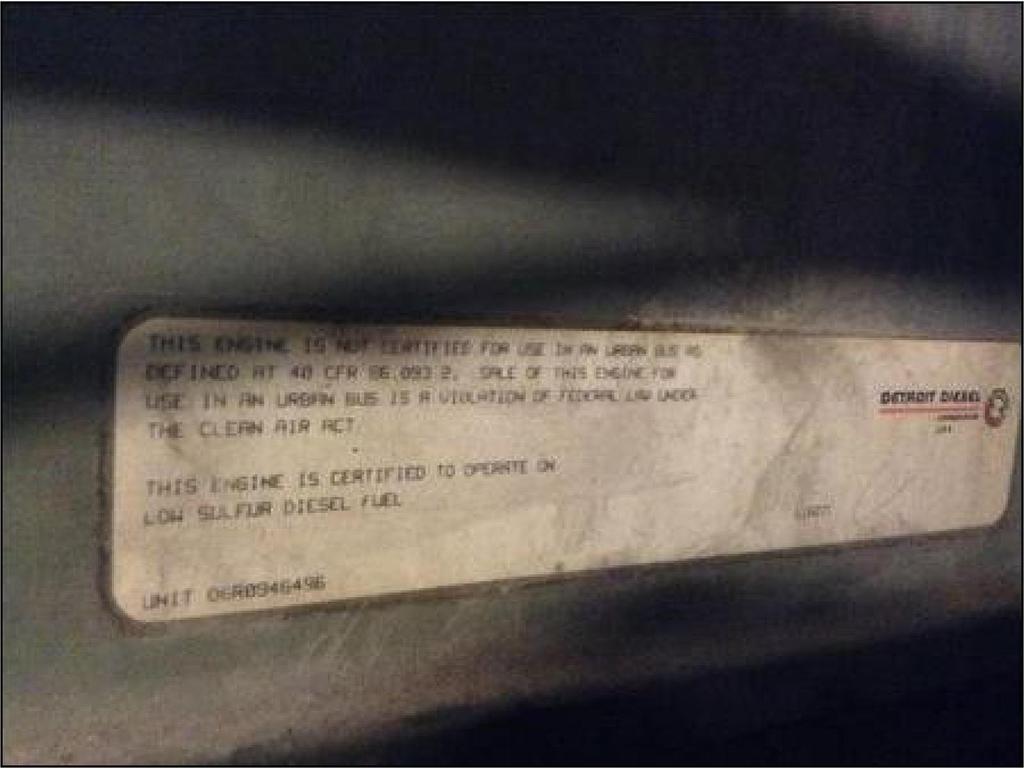 THIS ENGINE IS NOT CERTIFIED FOR USE IN AN URBAN BUS AS
DEFINED AT 40 CFR 86.093 2. SALE OF THIS ENGINE FOR
USE IN AN URBAN BUS IS A VIOLATION OF FEDERAL LAW UNDER
THE CLEAN AIR ACT
THIS ENGINE IS CERTIFIED TO OPERATE ON
LOW SULFUR DIESEL FUEL
UNIT 06R0946496
DETROIT DIESEL